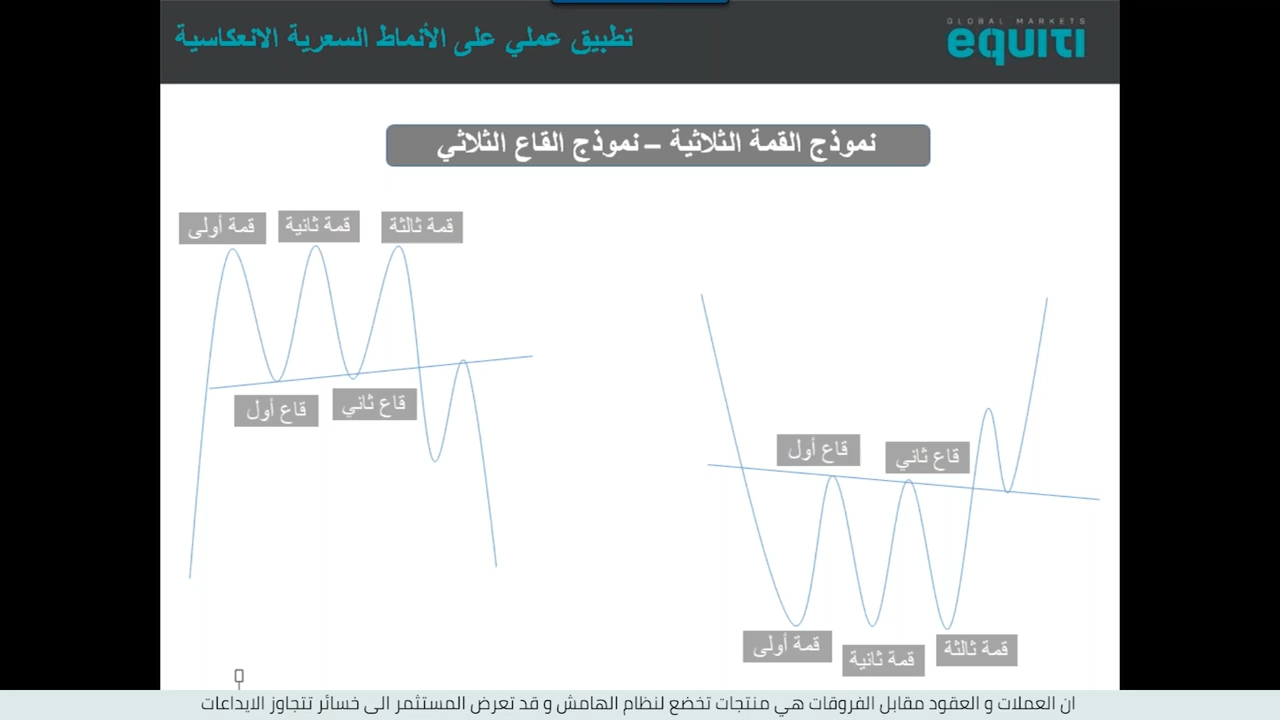 تطبيق عملي على الأنماط السعرية الانعكاسية
GLOBAL MARKETS
equiti
نموذج القمة الثلاثية – نموذج القاع الثلاثي
قمة أولى
قمة ثانية
قمة ثالثة
قاع أول
قاع ثاني
قاع أول
قاع ثاني
قمة أولى
قمة ثانية
قمة ثالثة
ان العملات و العقود مقابل الفروقات هي منتجات تخضع لنظام الهامش و قد تعرض المستثمر الى خسائر تتجاوز الايداعات